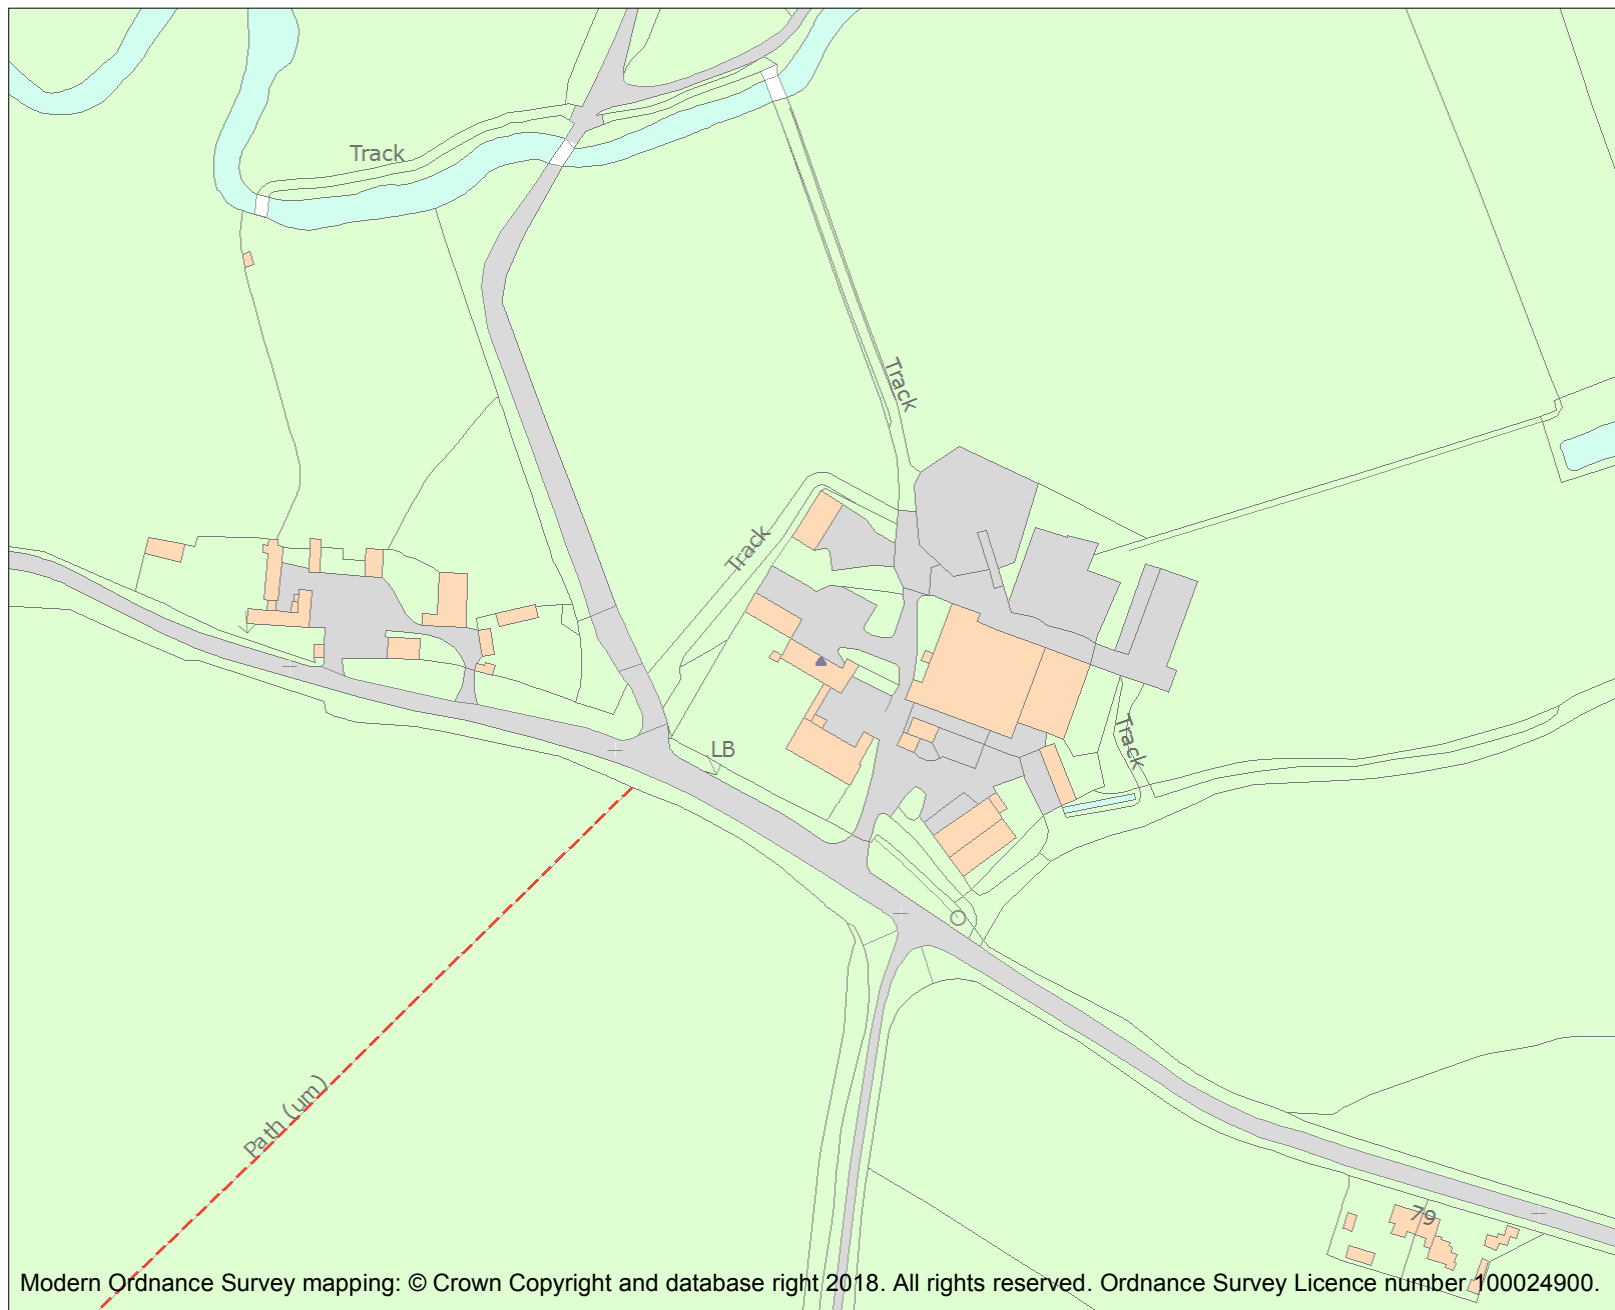 Track
Track
Track
LB
Track
Path (um)
79
Modern Ordnance Survey mapping: © Crown Copyright and database right 2018. All rights reserved. Ordnance Survey Licence number 100024900.